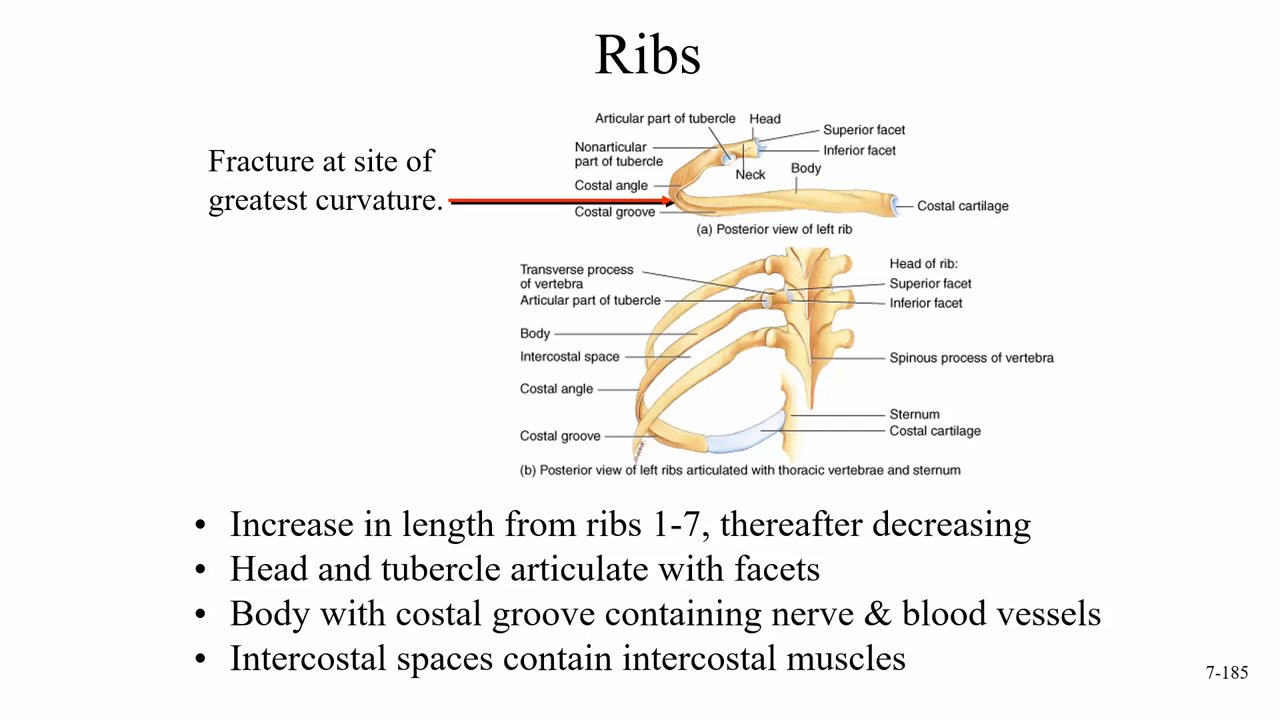 Ribs
Fracture at site of
greatest curvature.
Articular part of tubercle
Head
Superior facet
Nonarticular
part of tubercle
Inferior facet
Neck
Body
Costal angle
Costal groove
Costal cartilage
(a) Posterior view of left rib
Transverse process
of vertebra
Articular part of tubercle
Body
Intercostal space
Costal angle
Costal groove
Head of rib:
Superior facet
Inferior facet
Spinous process of vertebra
Sternum
Costal cartilage
(b) Posterior view of left ribs articulated with thoracic vertebrae and sternum
• Increase in length from ribs 1-7, thereafter decreasing
• Head and tubercle articulate with facets
• Body with costal groove containing nerve & blood vessels
• Intercostal spaces contain intercostal muscles
7-185